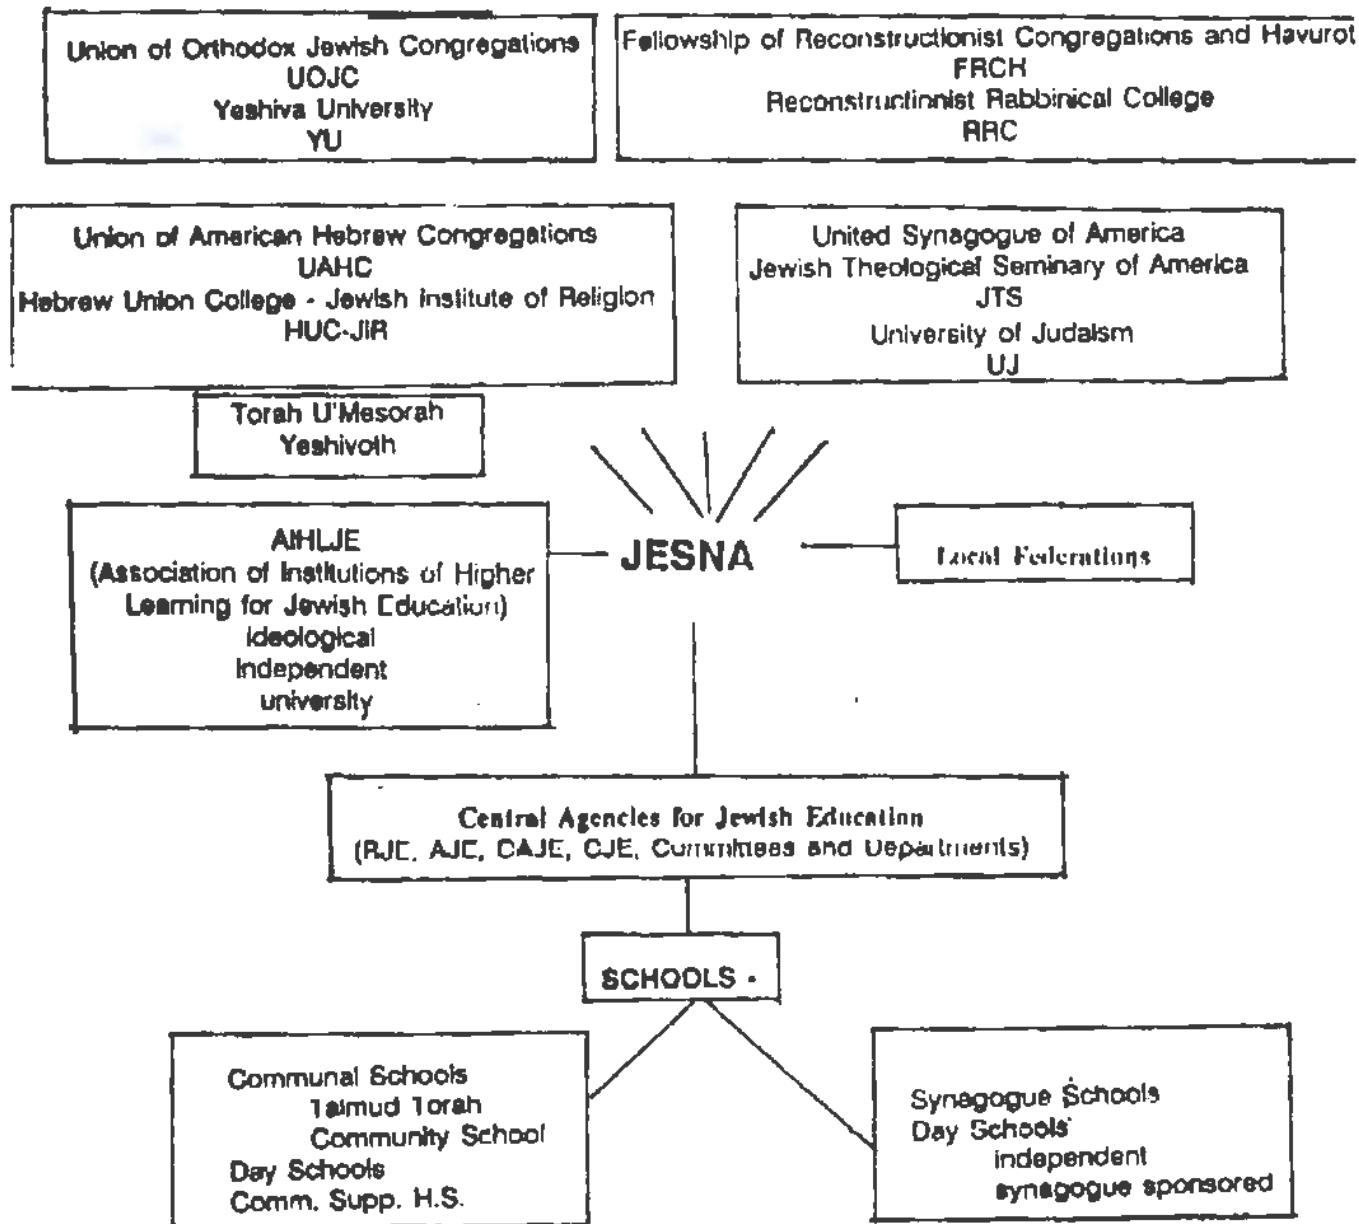 Union of Orthodox Jewish Congregations
UOJC
Yeshiva University
YU
Fellowship of Reconstructionist Congregations and Havurot
FRCH
Reconstructionist Rabbinical College
RRC
Union of American Hebrew Congregations
UAHC
Hebrew Union College - Jewish Institute of Religion
HUC-JIR
United Synagogue of America
Jewish Theological Seminary of America
JTS
University of Judaism
UJ
Torah U'Mesorah
Yeshivoth
AIHLJE
(Association of Institutions of Higher
Learning for Jewish Education)
ideological
independent
university
JESNA
Local Federations
Central Agencies for Jewish Education
(BJE, AJE, CAJE, CJE, Committees and Departments)
SCHOOLS -
Communal Schools
Talmud Torah
Community School
Day Schools
Comm. Supp. H.S.
Synagogue Schools
Day Schools
independent
synagogue sponsored